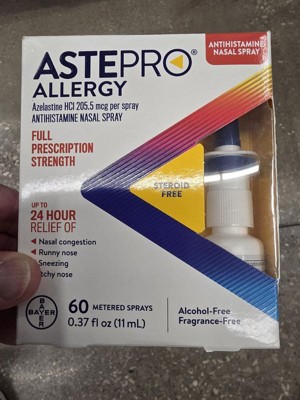 ANTIHISTAMINE
NASAL SPRAY
ASTEPRO®
ALLERGY
Azelastine HCl 205.5 mcg per spray
ANTIHISTAMINE NASAL SPRAY
FULL
PRESCRIPTION
STRENGTH
STEROID
FREE
UP TO
24 HOUR
RELIEF OF
Nasal congestion
Runny nose
Sneezing
Itchy nose
BAYER
BAYER
60 METERED SPRAYS
0.37 fl oz (11 mL)
Alcohol-Free
Fragrance-Free